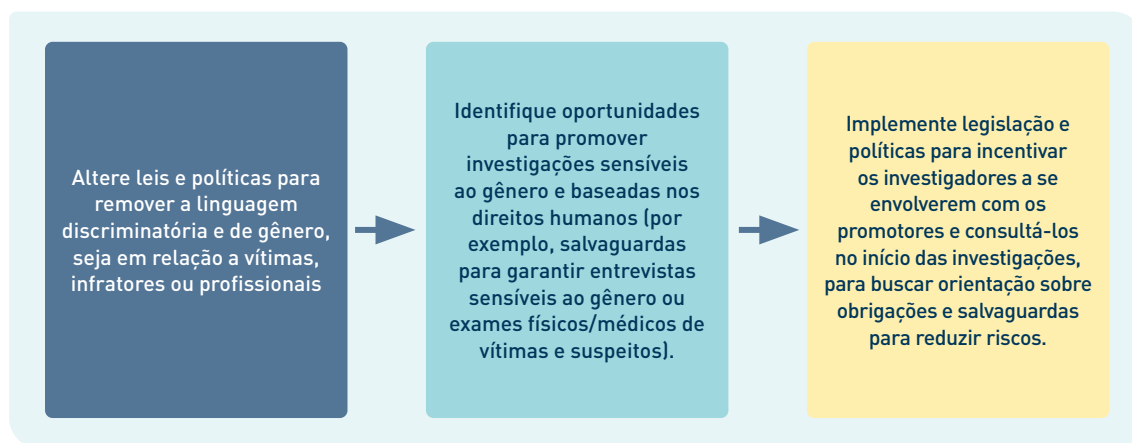 Altere leis e políticas para
remover a linguagem
discriminatória e de gênero,
seja em relação a vítimas,
infratores ou profissionais
Identifique oportunidades
para promover
investigações sensíveis
ao gênero e baseadas nos
direitos humanos (por
exemplo, salvaguardas
para garantir entrevistas
sensíveis ao gênero ou
exames físicos/médicos de
vítimas e suspeitos).
Implemente legislação e
políticas para incentivar
os investigadores a se
envolverem com os
promotores e consultá-los
no início das investigações,
para buscar orientação sobre
obrigações e salvaguardas
para reduzir riscos.